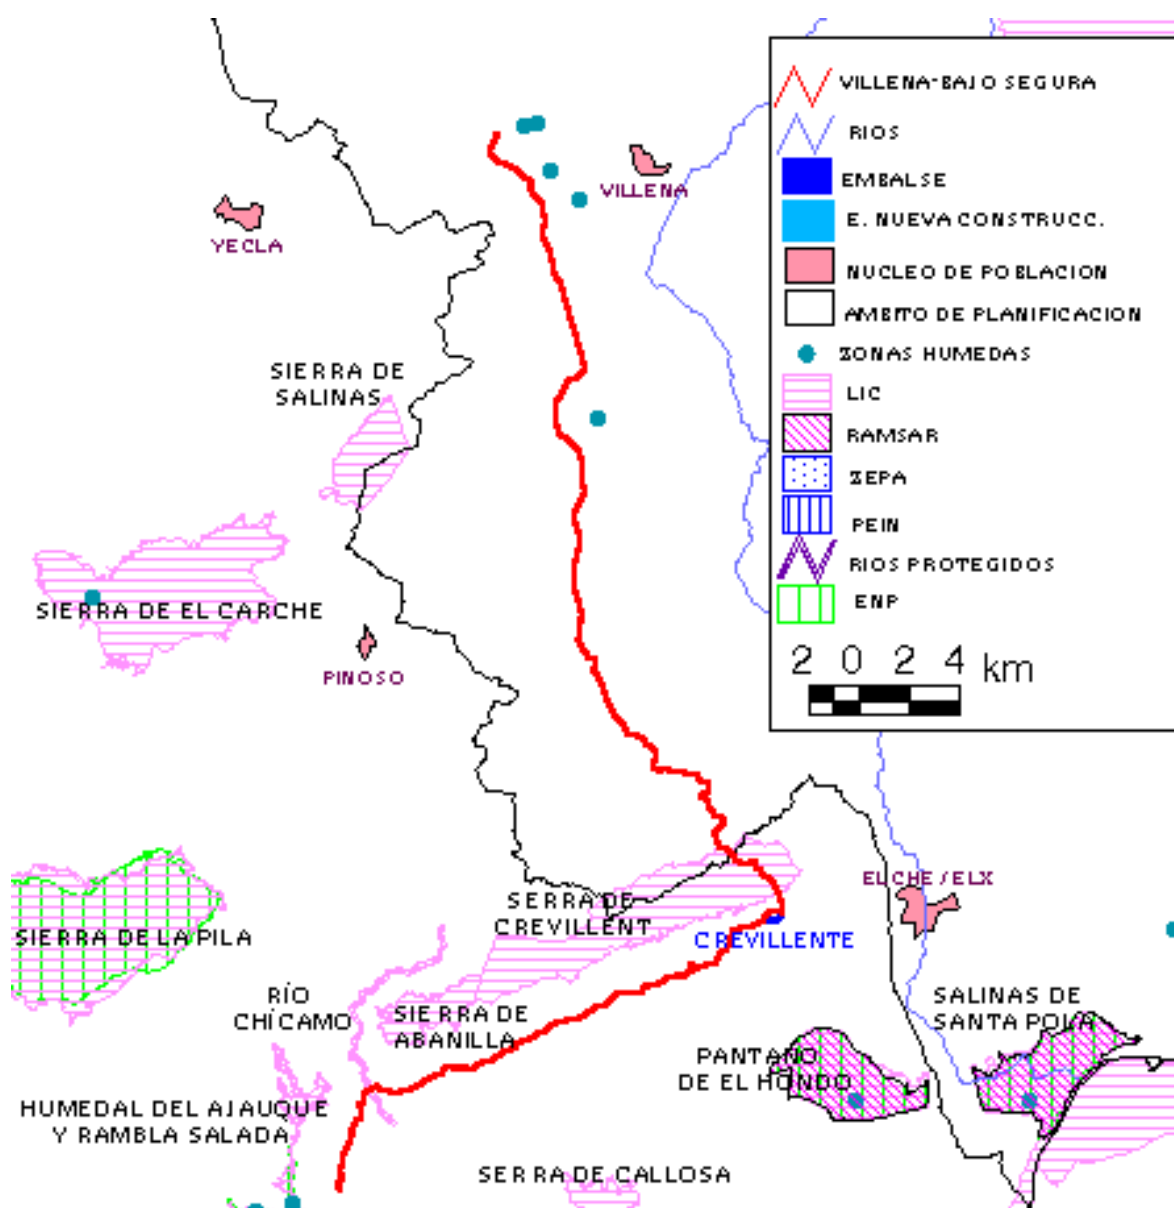 VILLENA-BAJO SEGURA
RIOS
EMBALSE
E. NUEVA CONSTRUCC.
NUCLEO DE POBLACION
AMBITO DE PLANIFICACION
ZONAS HUMEDAS
LIC
RAMSAR
ZEPA
PEIN
RIOS PROTEGIDOS
ENP
2 0 2 4 km
VILLENA
YECLA
SIERRA DE
SALINAS
SIERRA DE EL CARCHE
PINOSO
ELCHE/ELX
SERRA DE
CREVILLENT
CREVILLENTE
SIERRA DE LA PILA
RÍO
CHÍCAMO
SIERRA DE
ABANILLA
SALINAS DE
SANTA POLA
PANTANO
DE EL HONDO
HUMEDAL DEL AJAUQUE
Y RAMBLA SALADA
SERRA DE CALLOSA